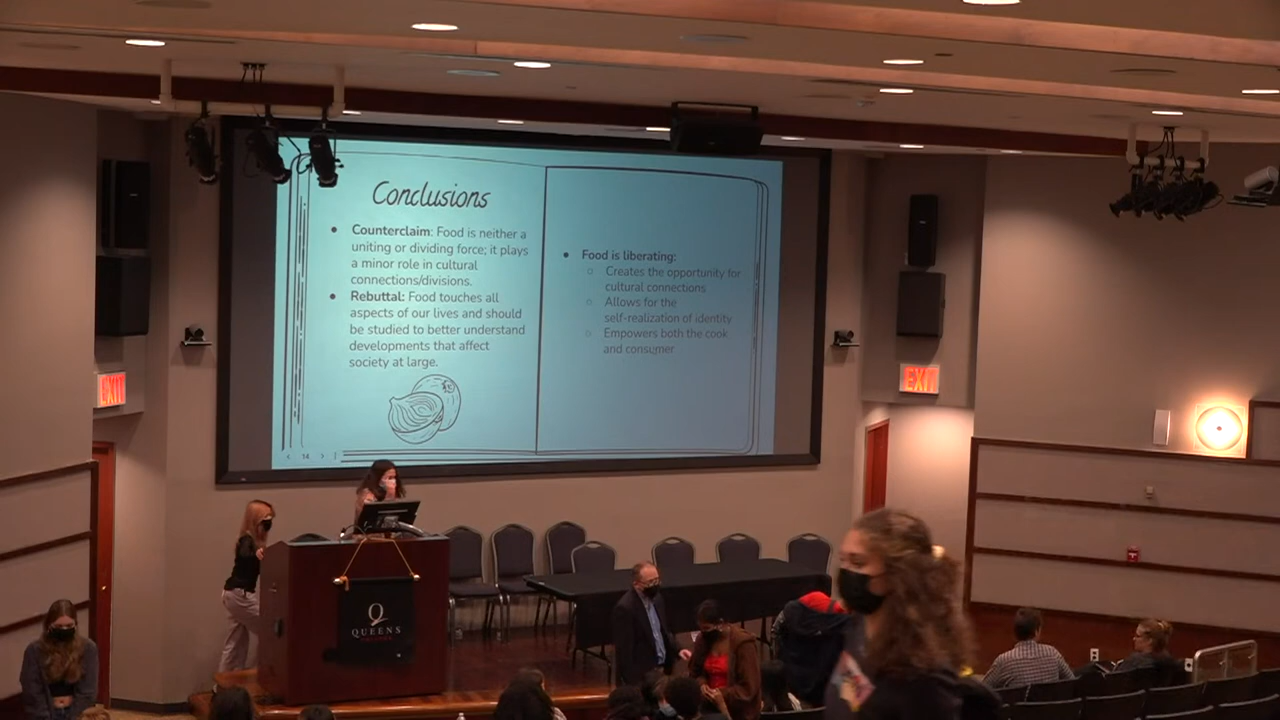 Conclusions
• Counterclaim: Food is neither a
uniting or dividing force; it plays
a minor role in cultural
connections/divisions.
• Rebuttal: Food touches all
aspects of our lives and should
be studied to better understand
developments that affect
society at large.
14
• Food is liberating:
○ Creates the opportunity for
cultural connections
○ Allows for the
self-realization of identity
○ Empowers both the cook
and consumer
EXIT
EXIT
Q
QUEENS